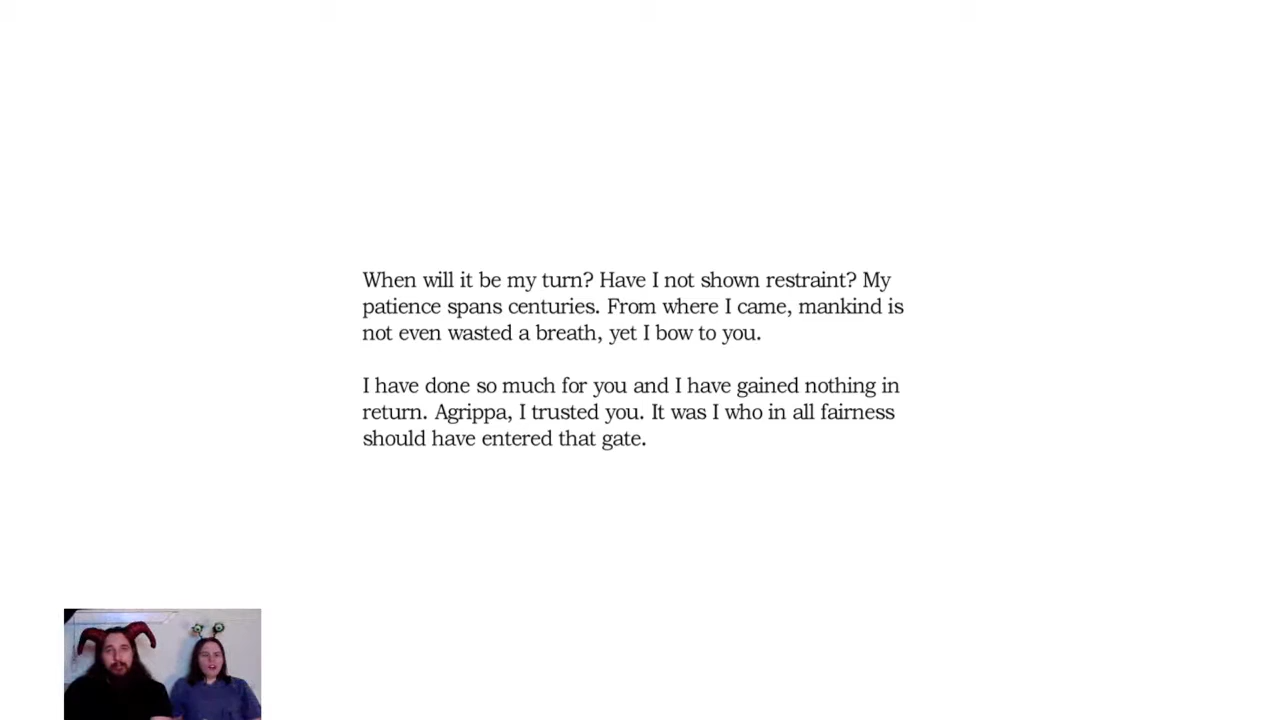 When will it be my turn? Have I not shown restraint? My
patience spans centuries. From where I came, mankind is
not even wasted a breath, yet I bow to you.
I have done so much for you and I have gained nothing in
return. Agrippa, I trusted you. It was I who in all fairness
should have entered that gate.